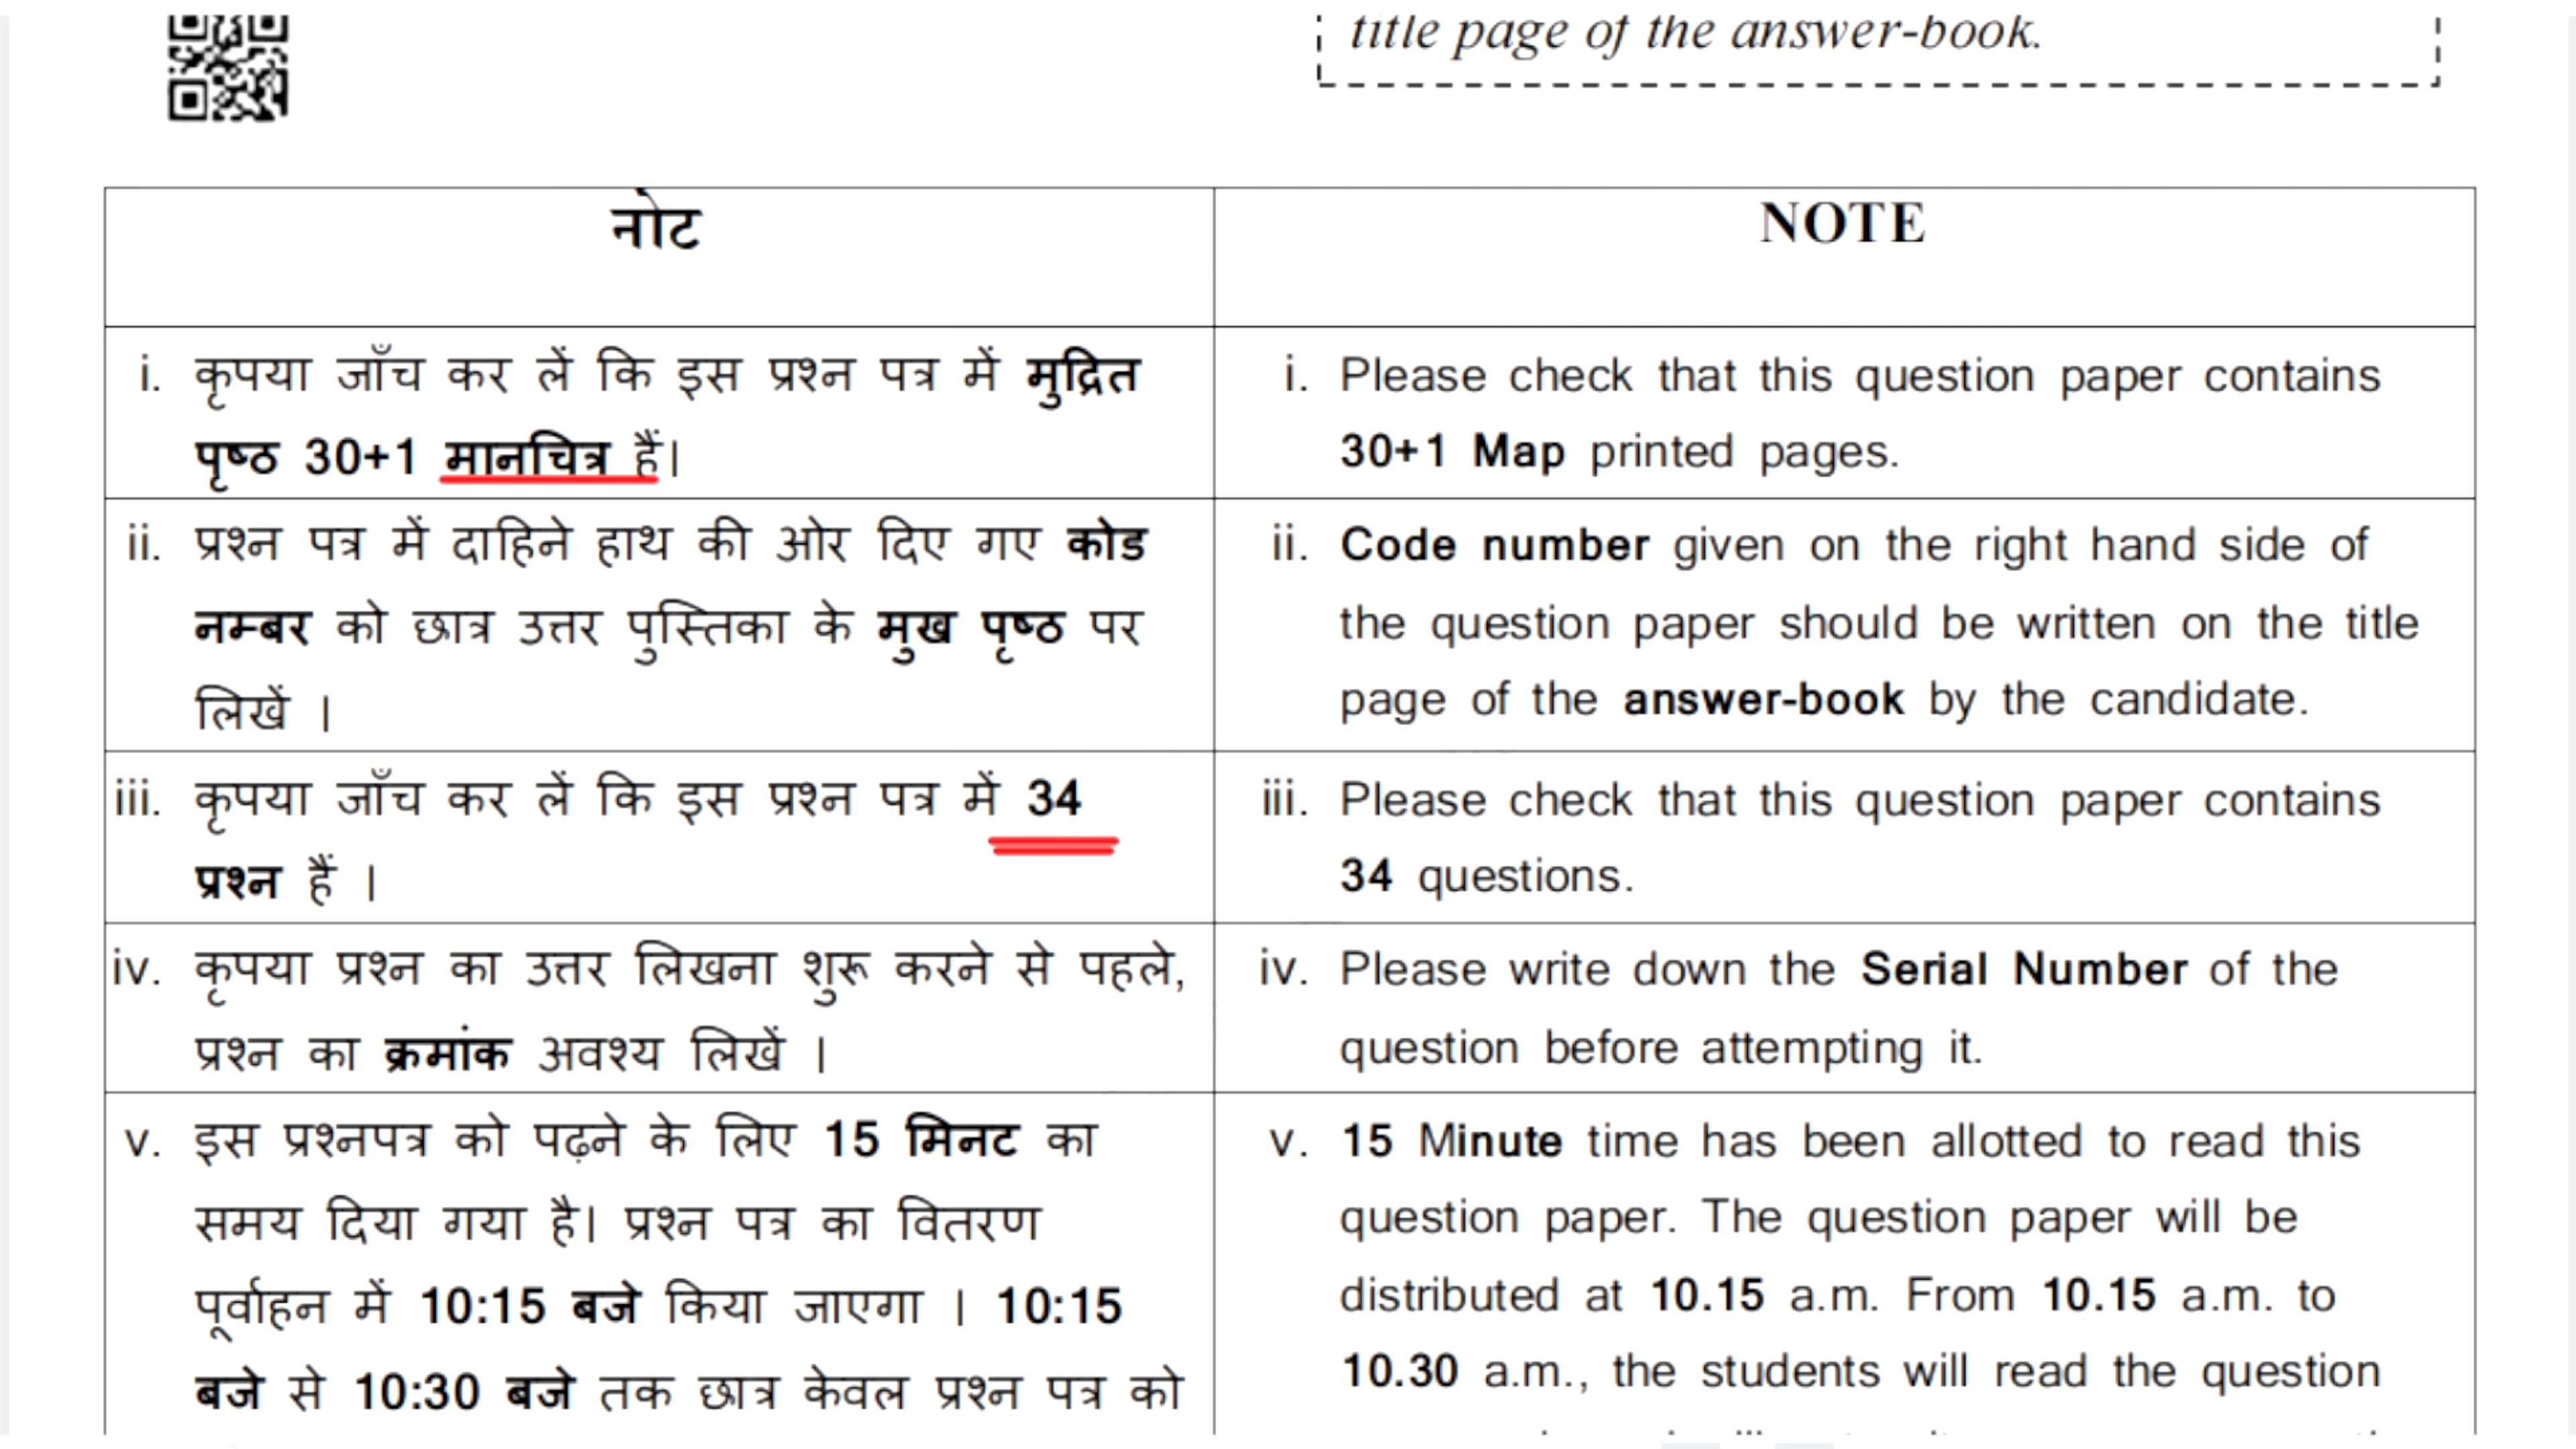 title page of the answer-book.
नोट
NOTE
i. कृपया जाँच कर लें कि इस प्रश्न पत्र में मुद्रित
पृष्ठ 30+1 मानचित्र हैं।
i. Please check that this question paper contains
30+1 Map printed pages.
ii. प्रश्न पत्र में दाहिने हाथ की ओर दिए गए कोड
नम्बर को छात्र उत्तर पुस्तिका के मुख पृष्ठ पर
लिखें ।
ii. Code number given on the right hand side of
the question paper should be written on the title
page of the answer-book by the candidate.
iii. कृपया जाँच कर लें कि इस प्रश्न पत्र में 34
प्रश्न हैं ।
iii. Please check that this question paper contains
34 questions.
iv. कृपया प्रश्न का उत्तर लिखना शुरू करने से पहले,
प्रश्न का क्रमांक अवश्य लिखें ।
iv. Please write down the Serial Number of the
question before attempting it.
v. इस प्रश्नपत्र को पढ़ने के लिए 15 मिनट का
समय दिया गया है। प्रश्न पत्र का वितरण
पूर्वाहन में 10:15 बजे किया जाएगा । 10:15
बजे से 10:30 बजे तक छात्र केवल प्रश्न पत्र को
v. 15 Minute time has been allotted to read this
question paper. The question paper will be
distributed at 10.15 a.m. From 10.15 a.m. to
10.30 a.m., the students will read the question